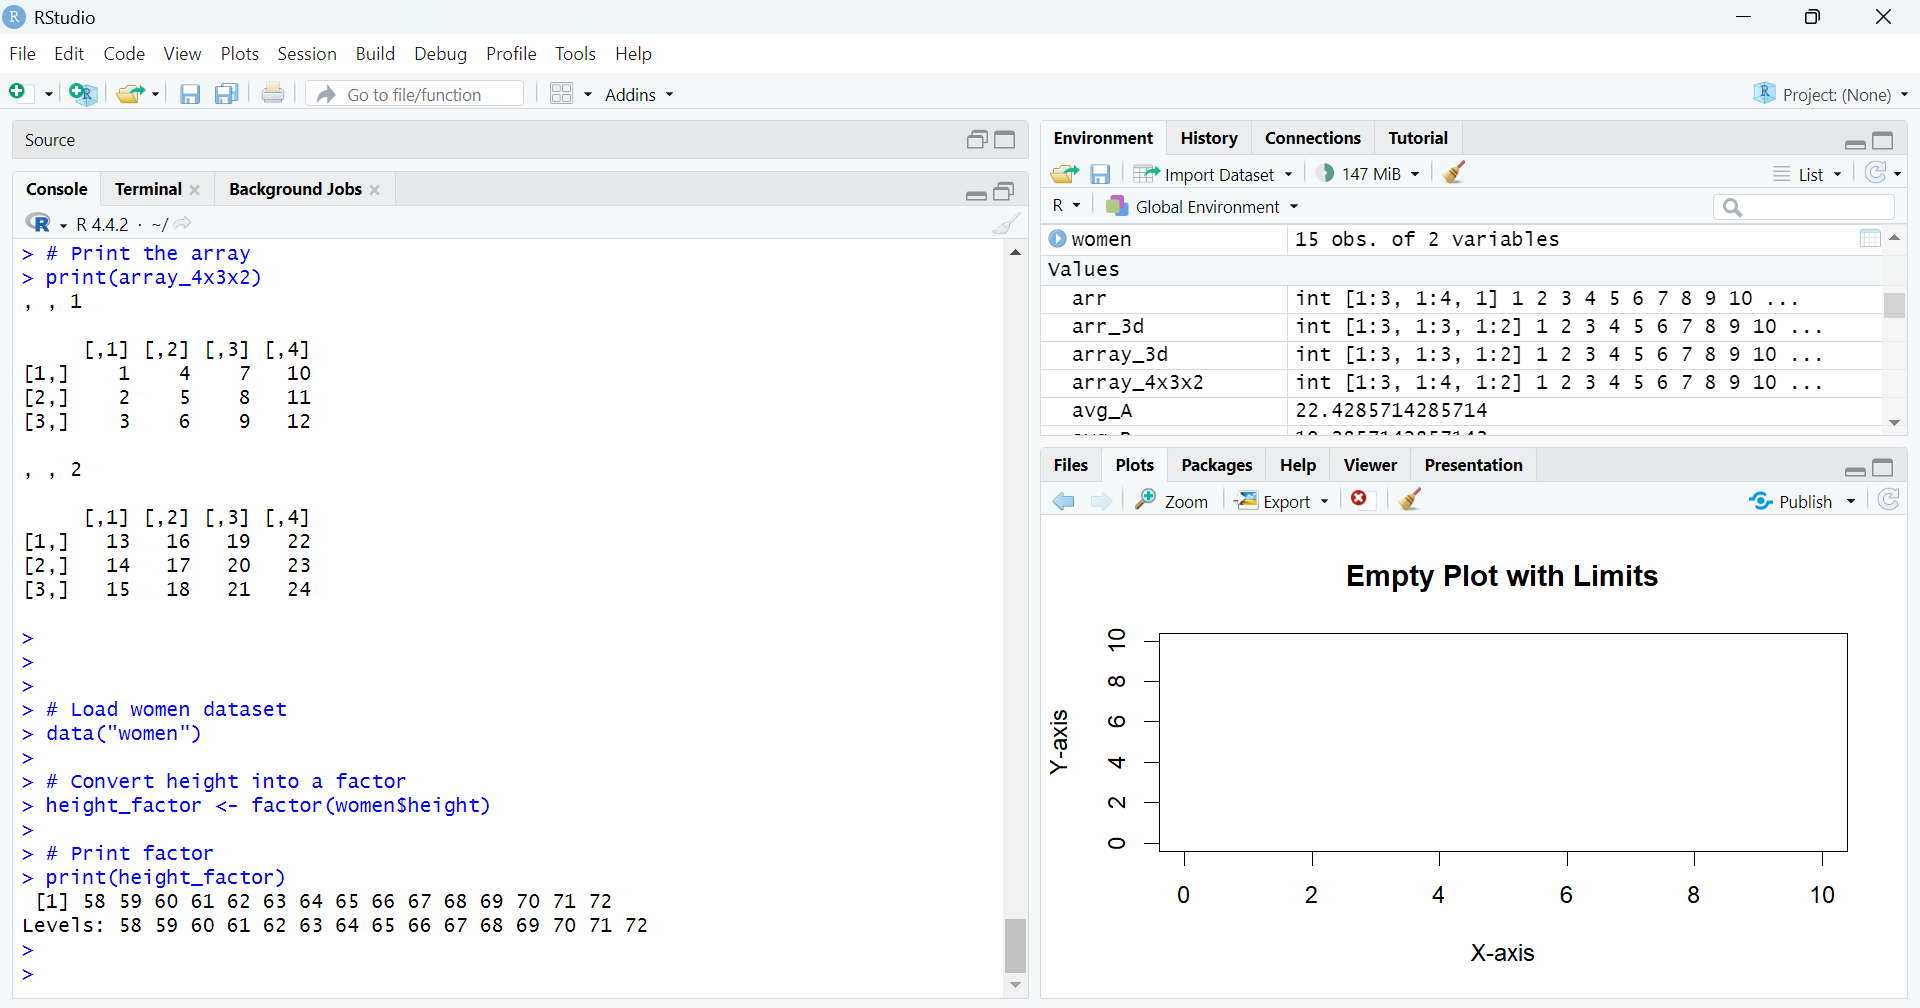 RStudio
File Edit Code View Plots Session Build Debug Profile Tools Help
Go to file/function Addins Project: (None)
Source
Console Terminal Background Jobs
R 4.4.2 · ~/
> # Print the array
> print(array_4x3x2)
, , 1
[,1] [,2] [,3] [,4]
[1,] 1 4 7 10
[2,] 2 5 8 11
[3,] 3 6 9 12
, , 2
[,1] [,2] [,3] [,4]
[1,] 13 16 19 22
[2,] 14 17 20 23
[3,] 15 18 21 24
>
>
>
> # Load women dataset
> data("women")
>
> # Convert height into a factor
> height_factor <- factor(women$height)
>
> # Print factor
> print(height_factor)
[1] 58 59 60 61 62 63 64 65 66 67 68 69 70 71 72
Levels: 58 59 60 61 62 63 64 65 66 67 68 69 70 71 72
>
>
Environment History Connections Tutorial
Import Dataset 147 MiB List
R Global Environment
women 15 obs. of 2 variables
Values
arr int [1:3, 1:4, 1] 1 2 3 4 5 6 7 8 9 10 ...
arr_3d int [1:3, 1:3, 1:2] 1 2 3 4 5 6 7 8 9 10 ...
array_3d int [1:3, 1:3, 1:2] 1 2 3 4 5 6 7 8 9 10 ...
array_4x3x2 int [1:3, 1:4, 1:2] 1 2 3 4 5 6 7 8 9 10 ...
avg_A 22.4285714285714
Files Plots Packages Help Viewer Presentation
Zoom Export Publish
Empty Plot with Limits
Y-axis
10
8
6
4
2
0
0 2 4 6 8 10
X-axis